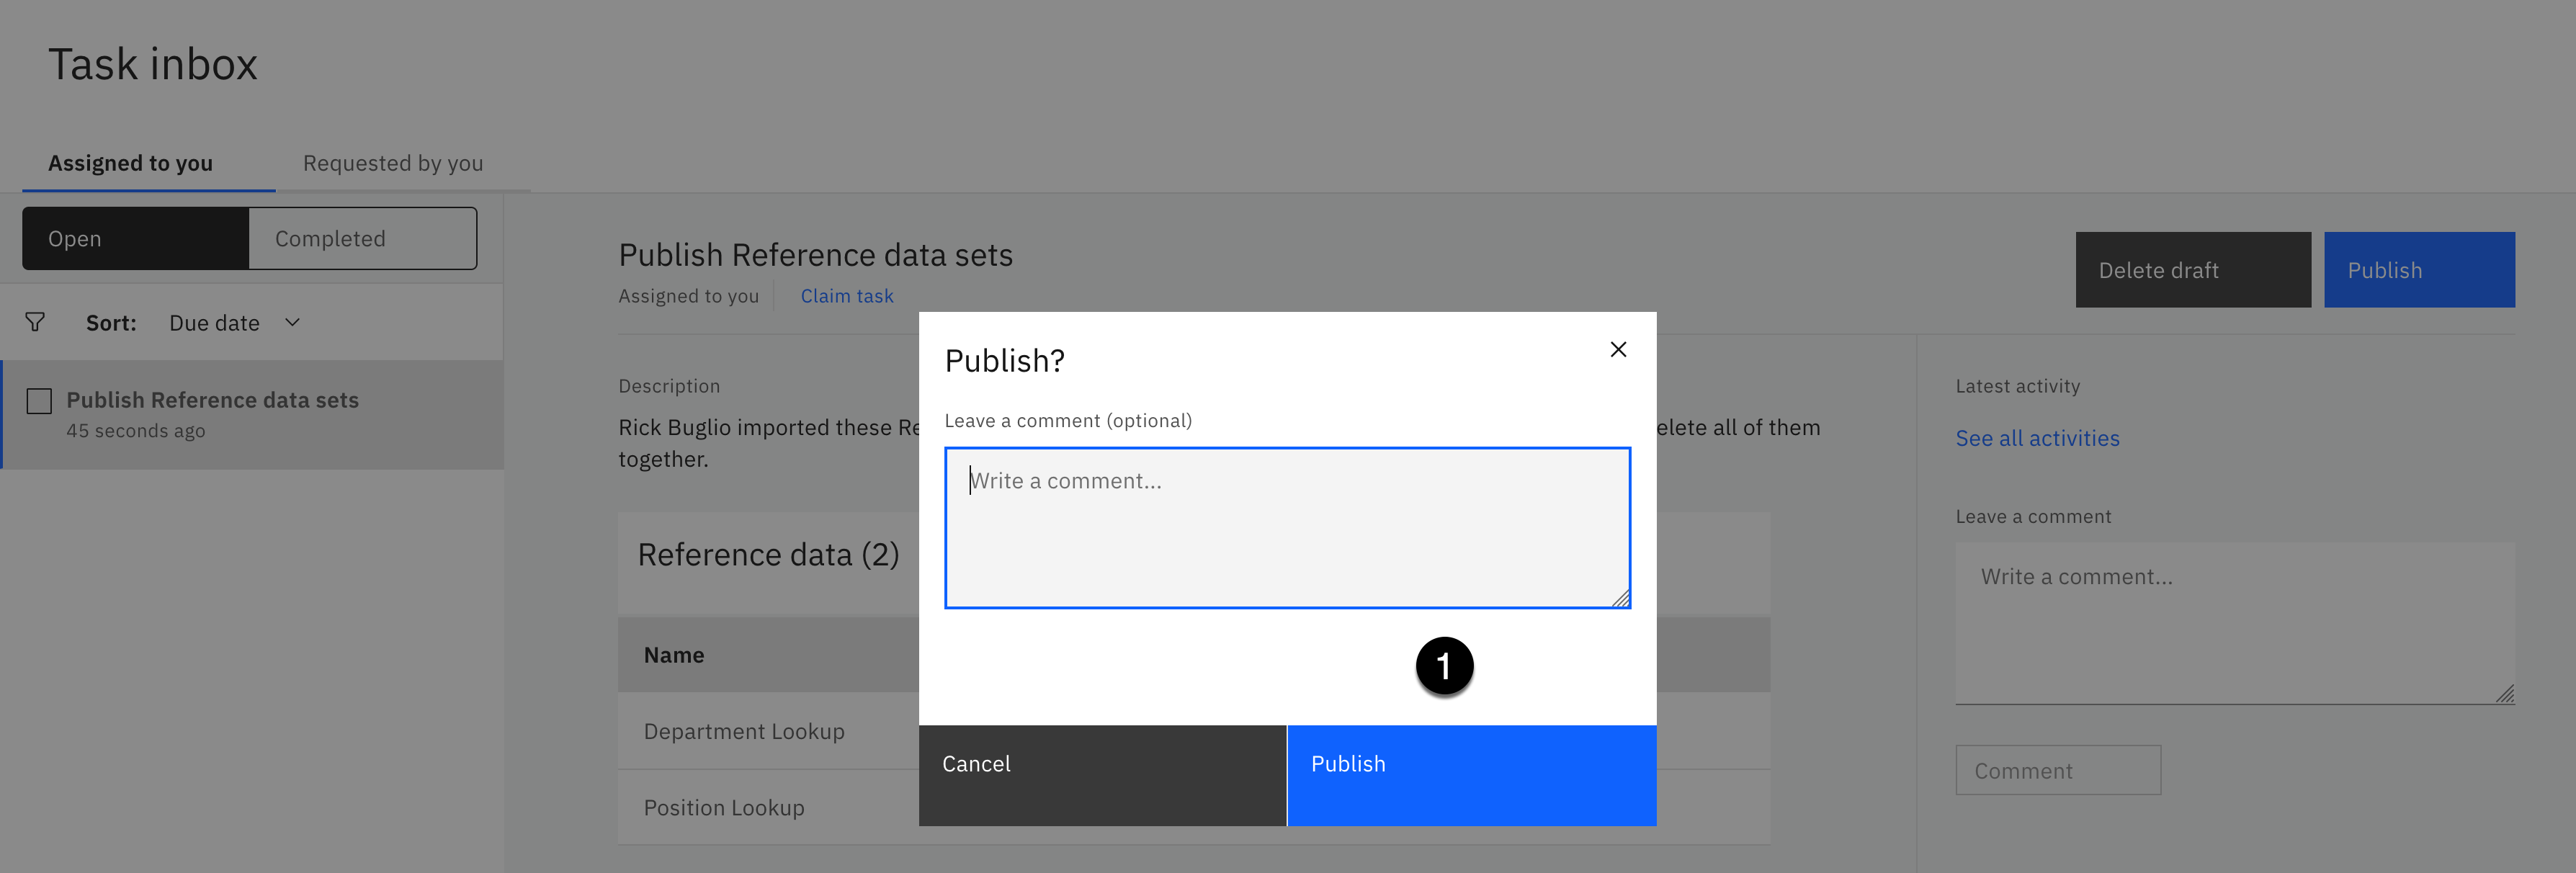 Task inbox
Assigned to you
Requested by you
Open
Completed
Sort: Due date
Publish Reference data sets
45 seconds ago
Publish Reference data sets
Assigned to you
Claim task
Delete draft
Publish
Description
Rick Buglio imported these
elete all of them
together.
Reference data (2)
Name
Department Lookup
Position Lookup
Publish?
Leave a comment (optional)
Write a comment...
1
Cancel
Publish
Latest activity
See all activities
Leave a comment
Write a comment...
Comment